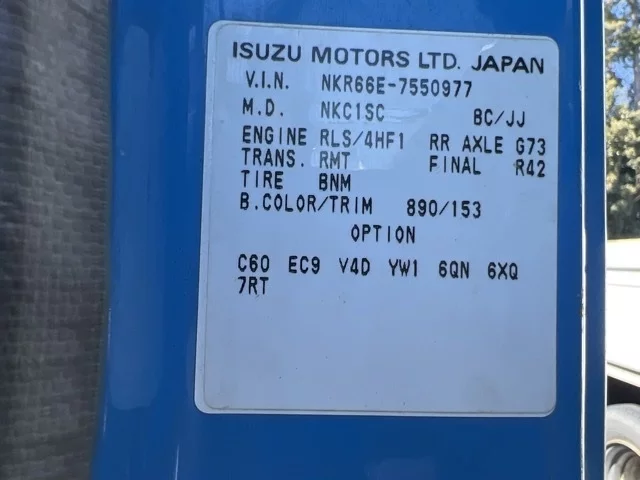 ISUZU MOTORS LTD. JAPAN
V.I.N. NKR66E-7550977
M.D. NKC1SC 8C/JJ
ENGINE RLS/4HF1 RR AXLE G73
TRANS. RMT FINAL R42
TIRE BNM
B.COLOR/TRIM 890/153
OPTION
C60 EC9 V4D YW1 6QN 6XQ
7RT